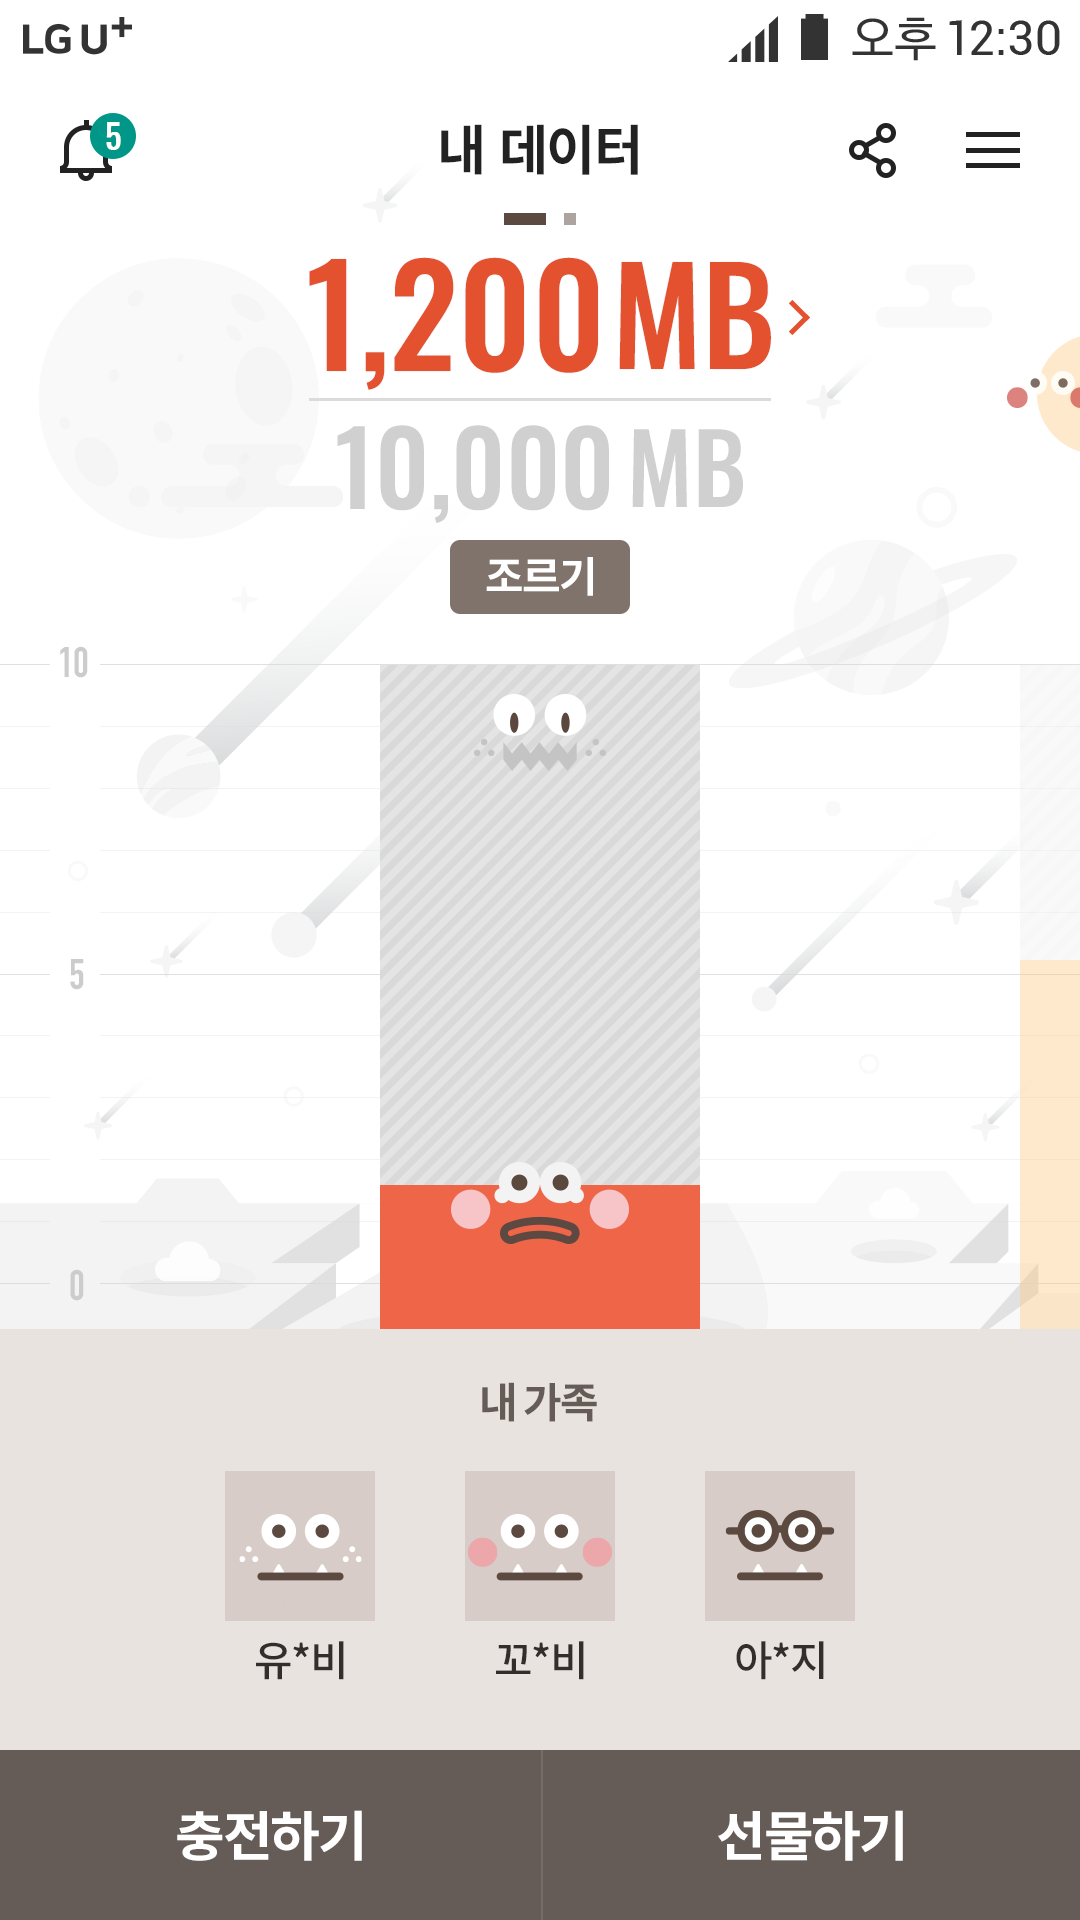 LG U+ 오후 12:30
5 내 데이터
1,200 MB
10,000 MB
조르기
10
5
0
내 가족
유*비 꼬*비 아*지
충전하기 선물하기